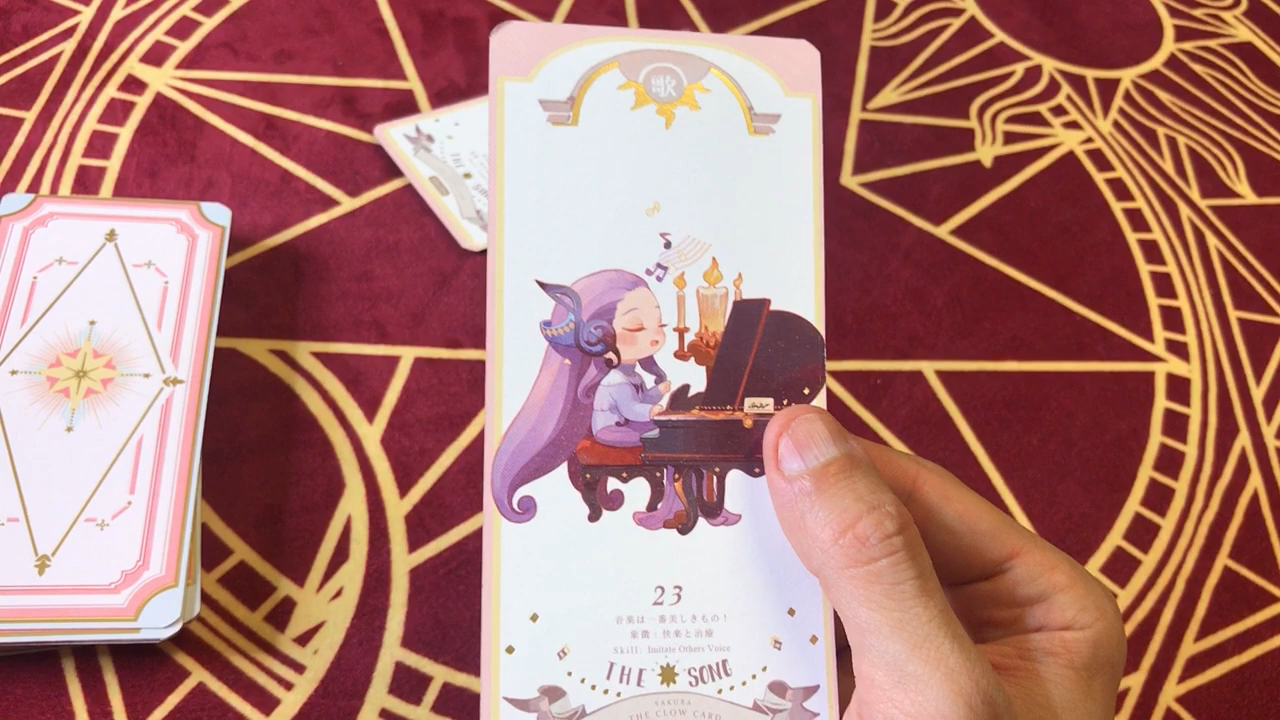 歌
THE
23
音楽は一番美しきもの!
象徴:快楽と治療
Skill: Imitate Others Voice
THE SONG
SAKURA
THE CLOW CARD